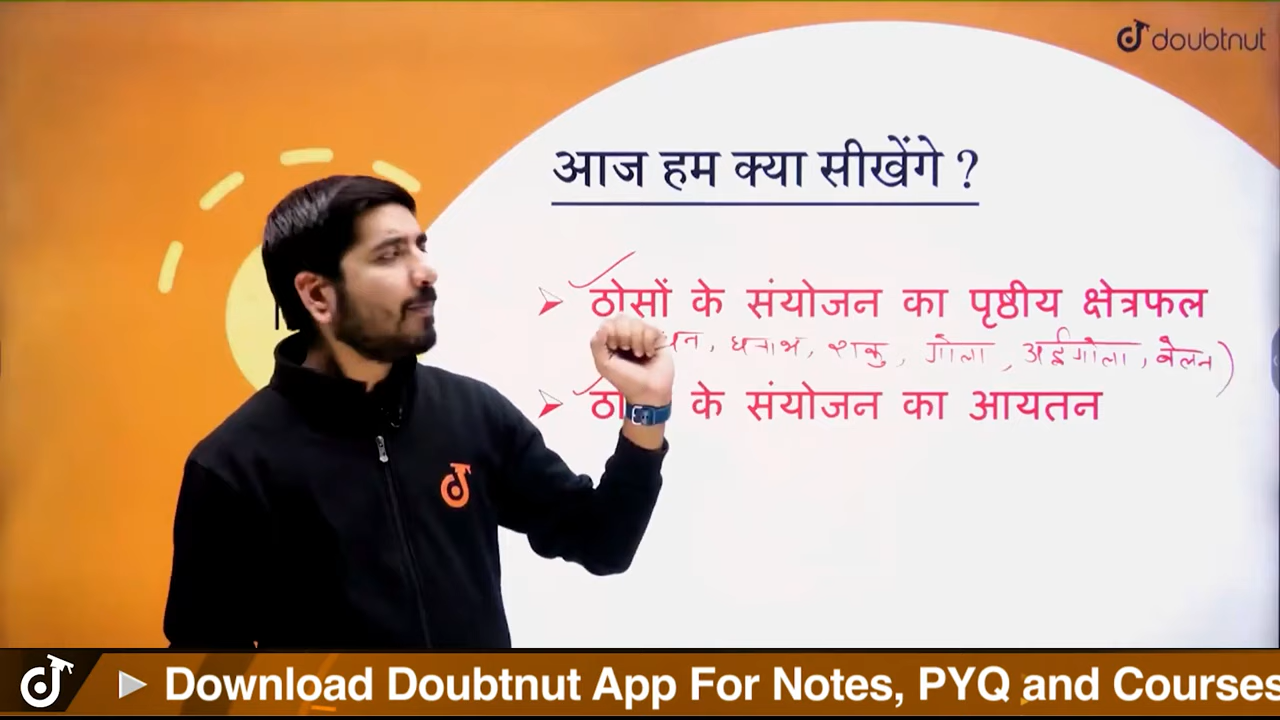 doubtnut
आज हम क्या सीखेंगे ?
ठोसों के संयोजन का पृष्ठीय क्षेत्रफल
घनाभ, शंकु, गोला, अर्द्धगोला, बेलन)
के संयोजन का आयतन
Download Doubtnut App For Notes, PYQ and Courses